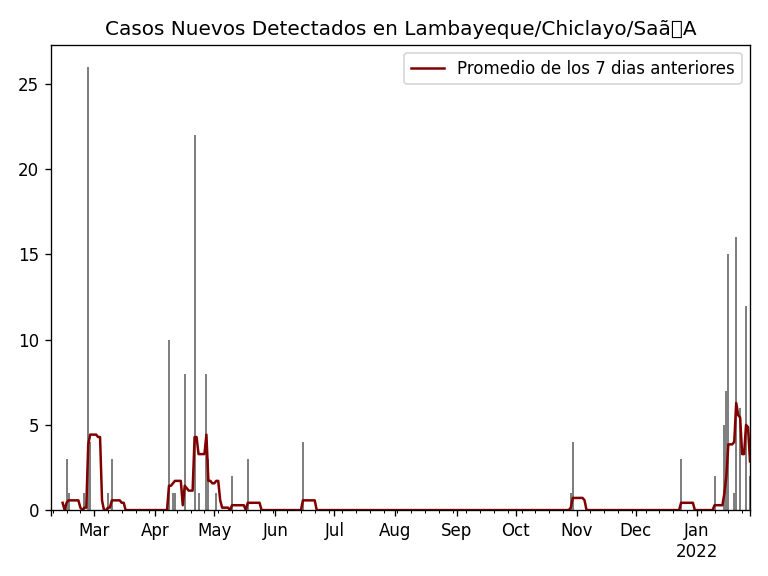 Casos Nuevos Detectados en Lambayeque/Chiclayo/Saã▯A
Promedio de los 7 dias anteriores
25
20
15
10
5
0
Mar Apr May Jun Jul Aug Sep Oct Nov Dec Jan
2022